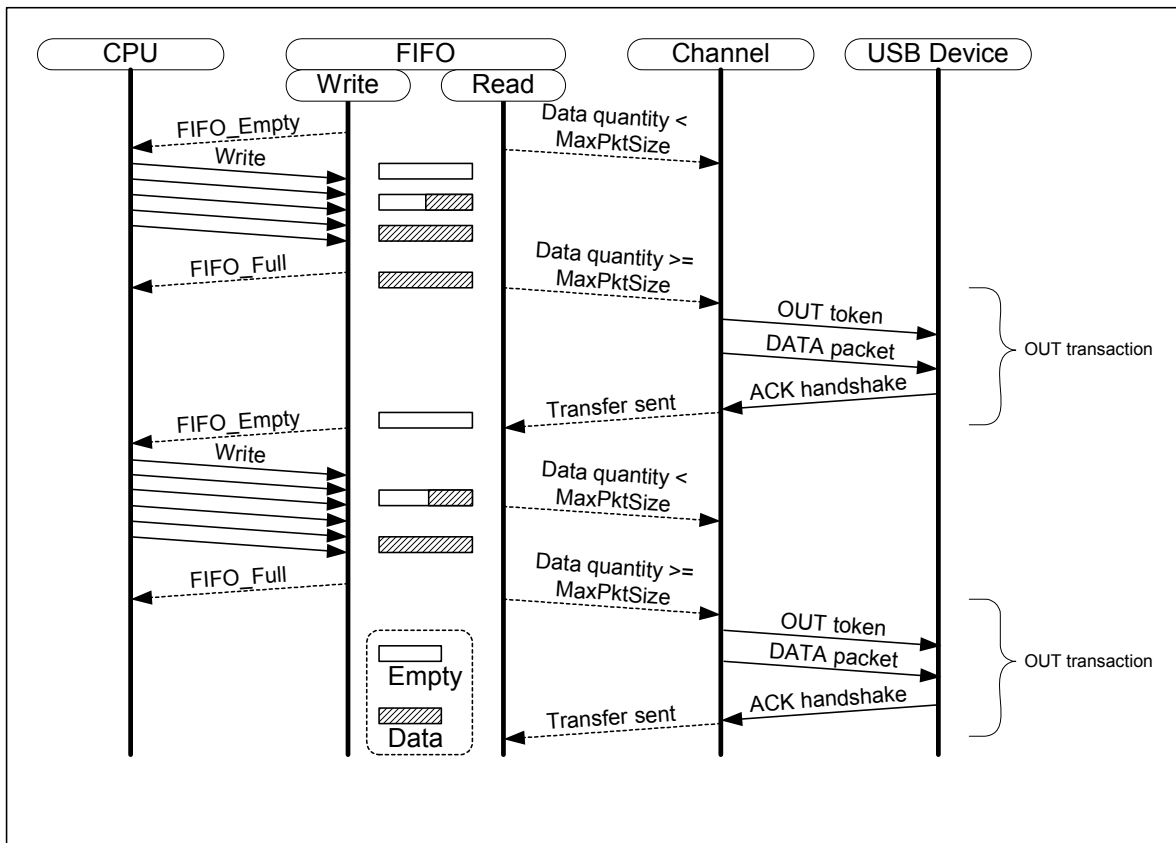 CPU
FIFO
Channel
USB Device
Write
Read
FIFO_Empty
Data quantity <
MaxPktSize
Write
FIFO_Full
Data quantity >=
MaxPktSize
OUT token
DATA packet
OUT transaction
ACK handshake
Transfer sent
FIFO_Empty
Write
Data quantity <
MaxPktSize
FIFO_Full
Data quantity >=
MaxPktSize
OUT token
DATA packet
OUT transaction
ACK handshake
Transfer sent
Empty
Data